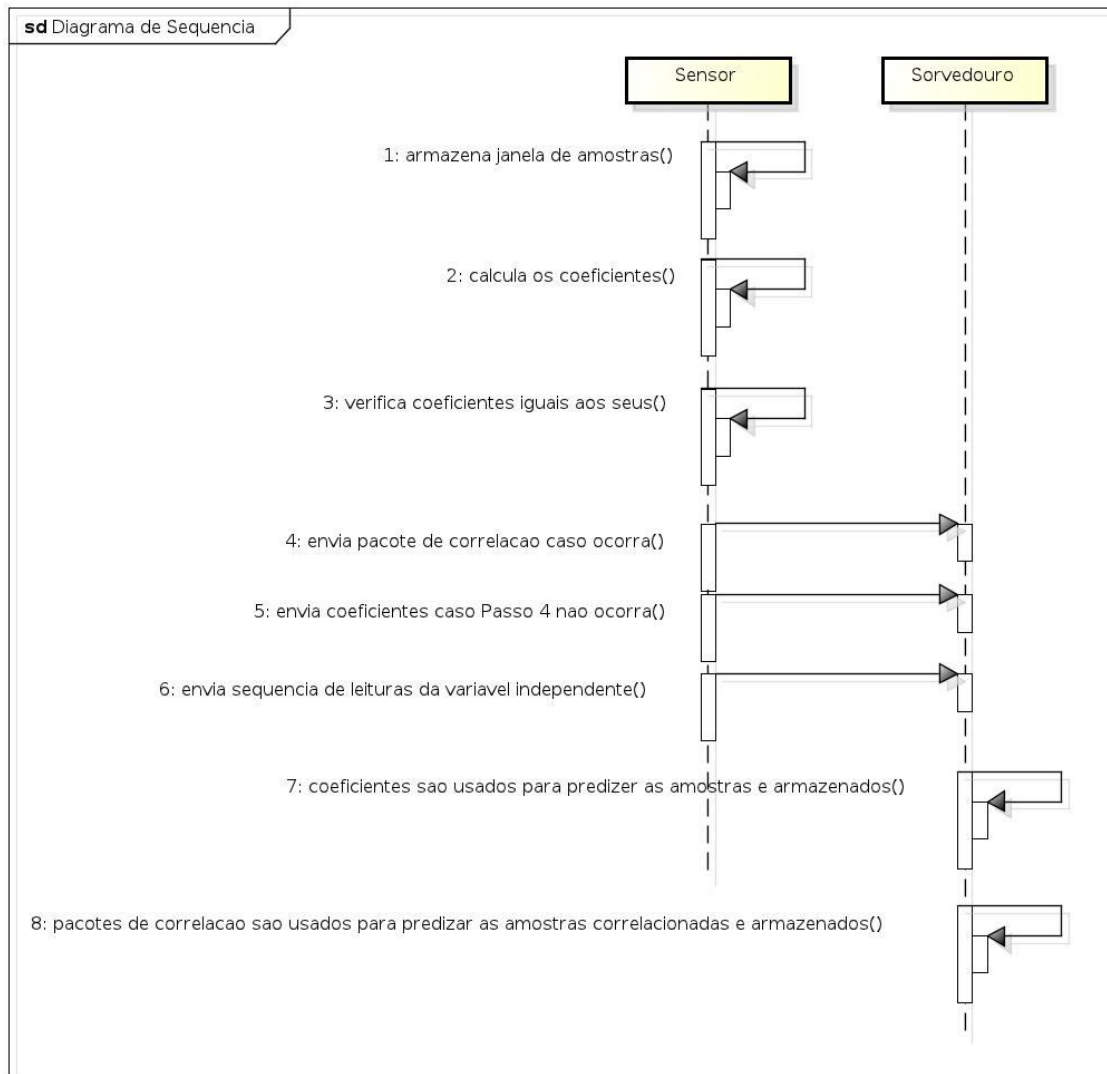 sd Diagrama de Sequencia
Sensor
Sorvedouro
1: armazena janela de amostras()
2: calcula os coeficientes()
3: verifica coeficientes iguais aos seus()
4: envia pacote de correlacao caso ocorra()
5: envia coeficientes caso Passo 4 nao ocorra()
6: envia sequencia de leituras da variavel independente()
7: coeficientes sao usados para predizer as amostras e armazenados()
8: pacotes de correlacao sao usados para predizar as amostras correlacionadas e armazenados()